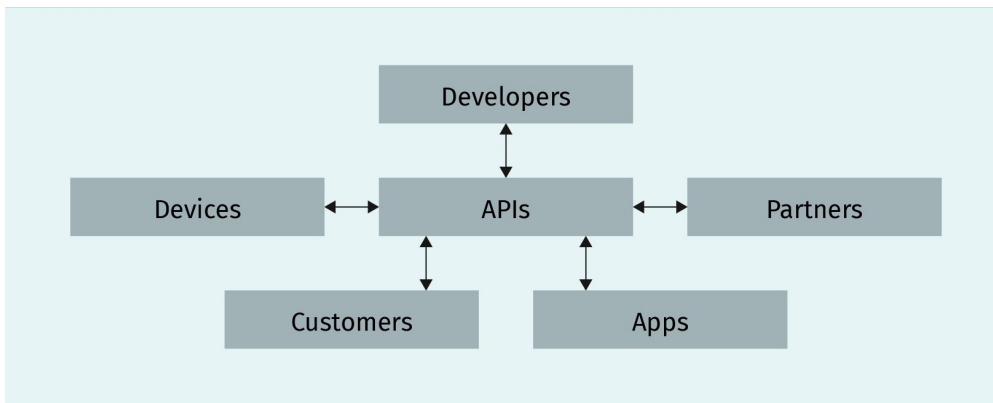 Developers
Devices
APIs
Partners
Customers
Apps